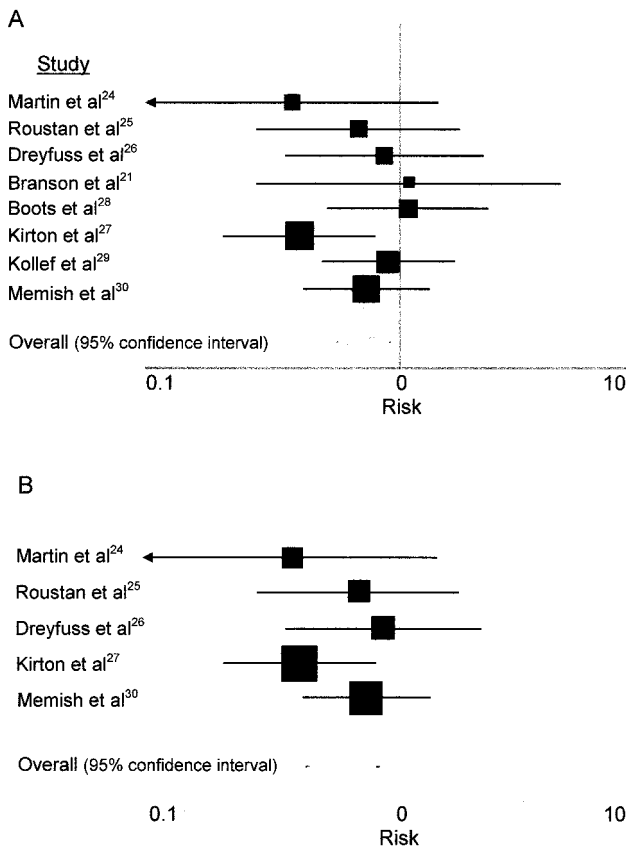 A
Study
Martin et al24
Roustan et al25
Dreyfuss et al26
Branson et al21
Boots et al28
Kirton et al27
Kollef et al29
Memish et al30
Overall (95% confidence interval)
0.1 0 10
Risk
B
Martin et al24
Roustan et al25
Dreyfuss et al26
Kirton et al27
Memish et al30
Overall (95% confidence interval)
0.1 0 10
Risk